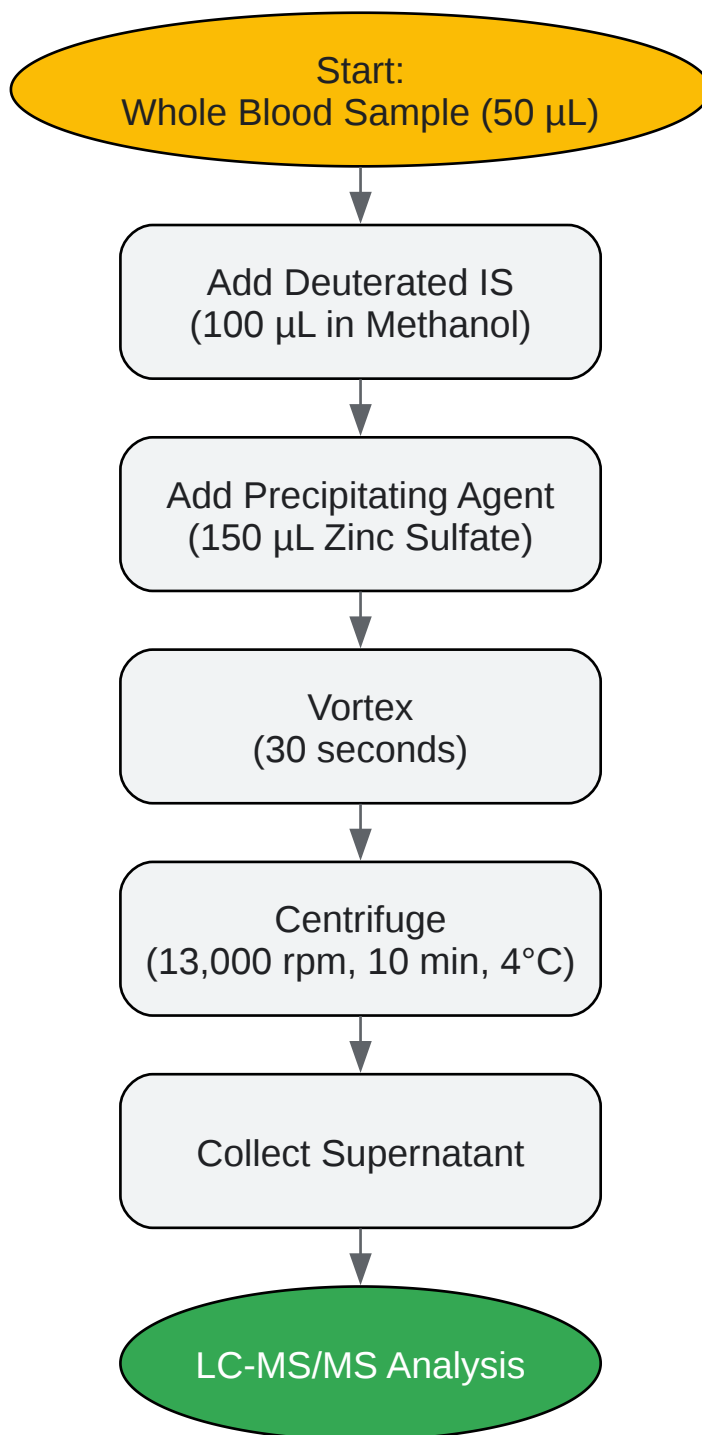 Start:
Whole Blood Sample (50 µL)
Add Deuterated IS
(100 µL in Methanol)
Add Precipitating Agent
(150 µL Zinc Sulfate)
Vortex
(30 seconds)
Centrifuge
(13,000 rpm, 10 min, 4°C)
Collect Supernatant
LC-MS/MS Analysis